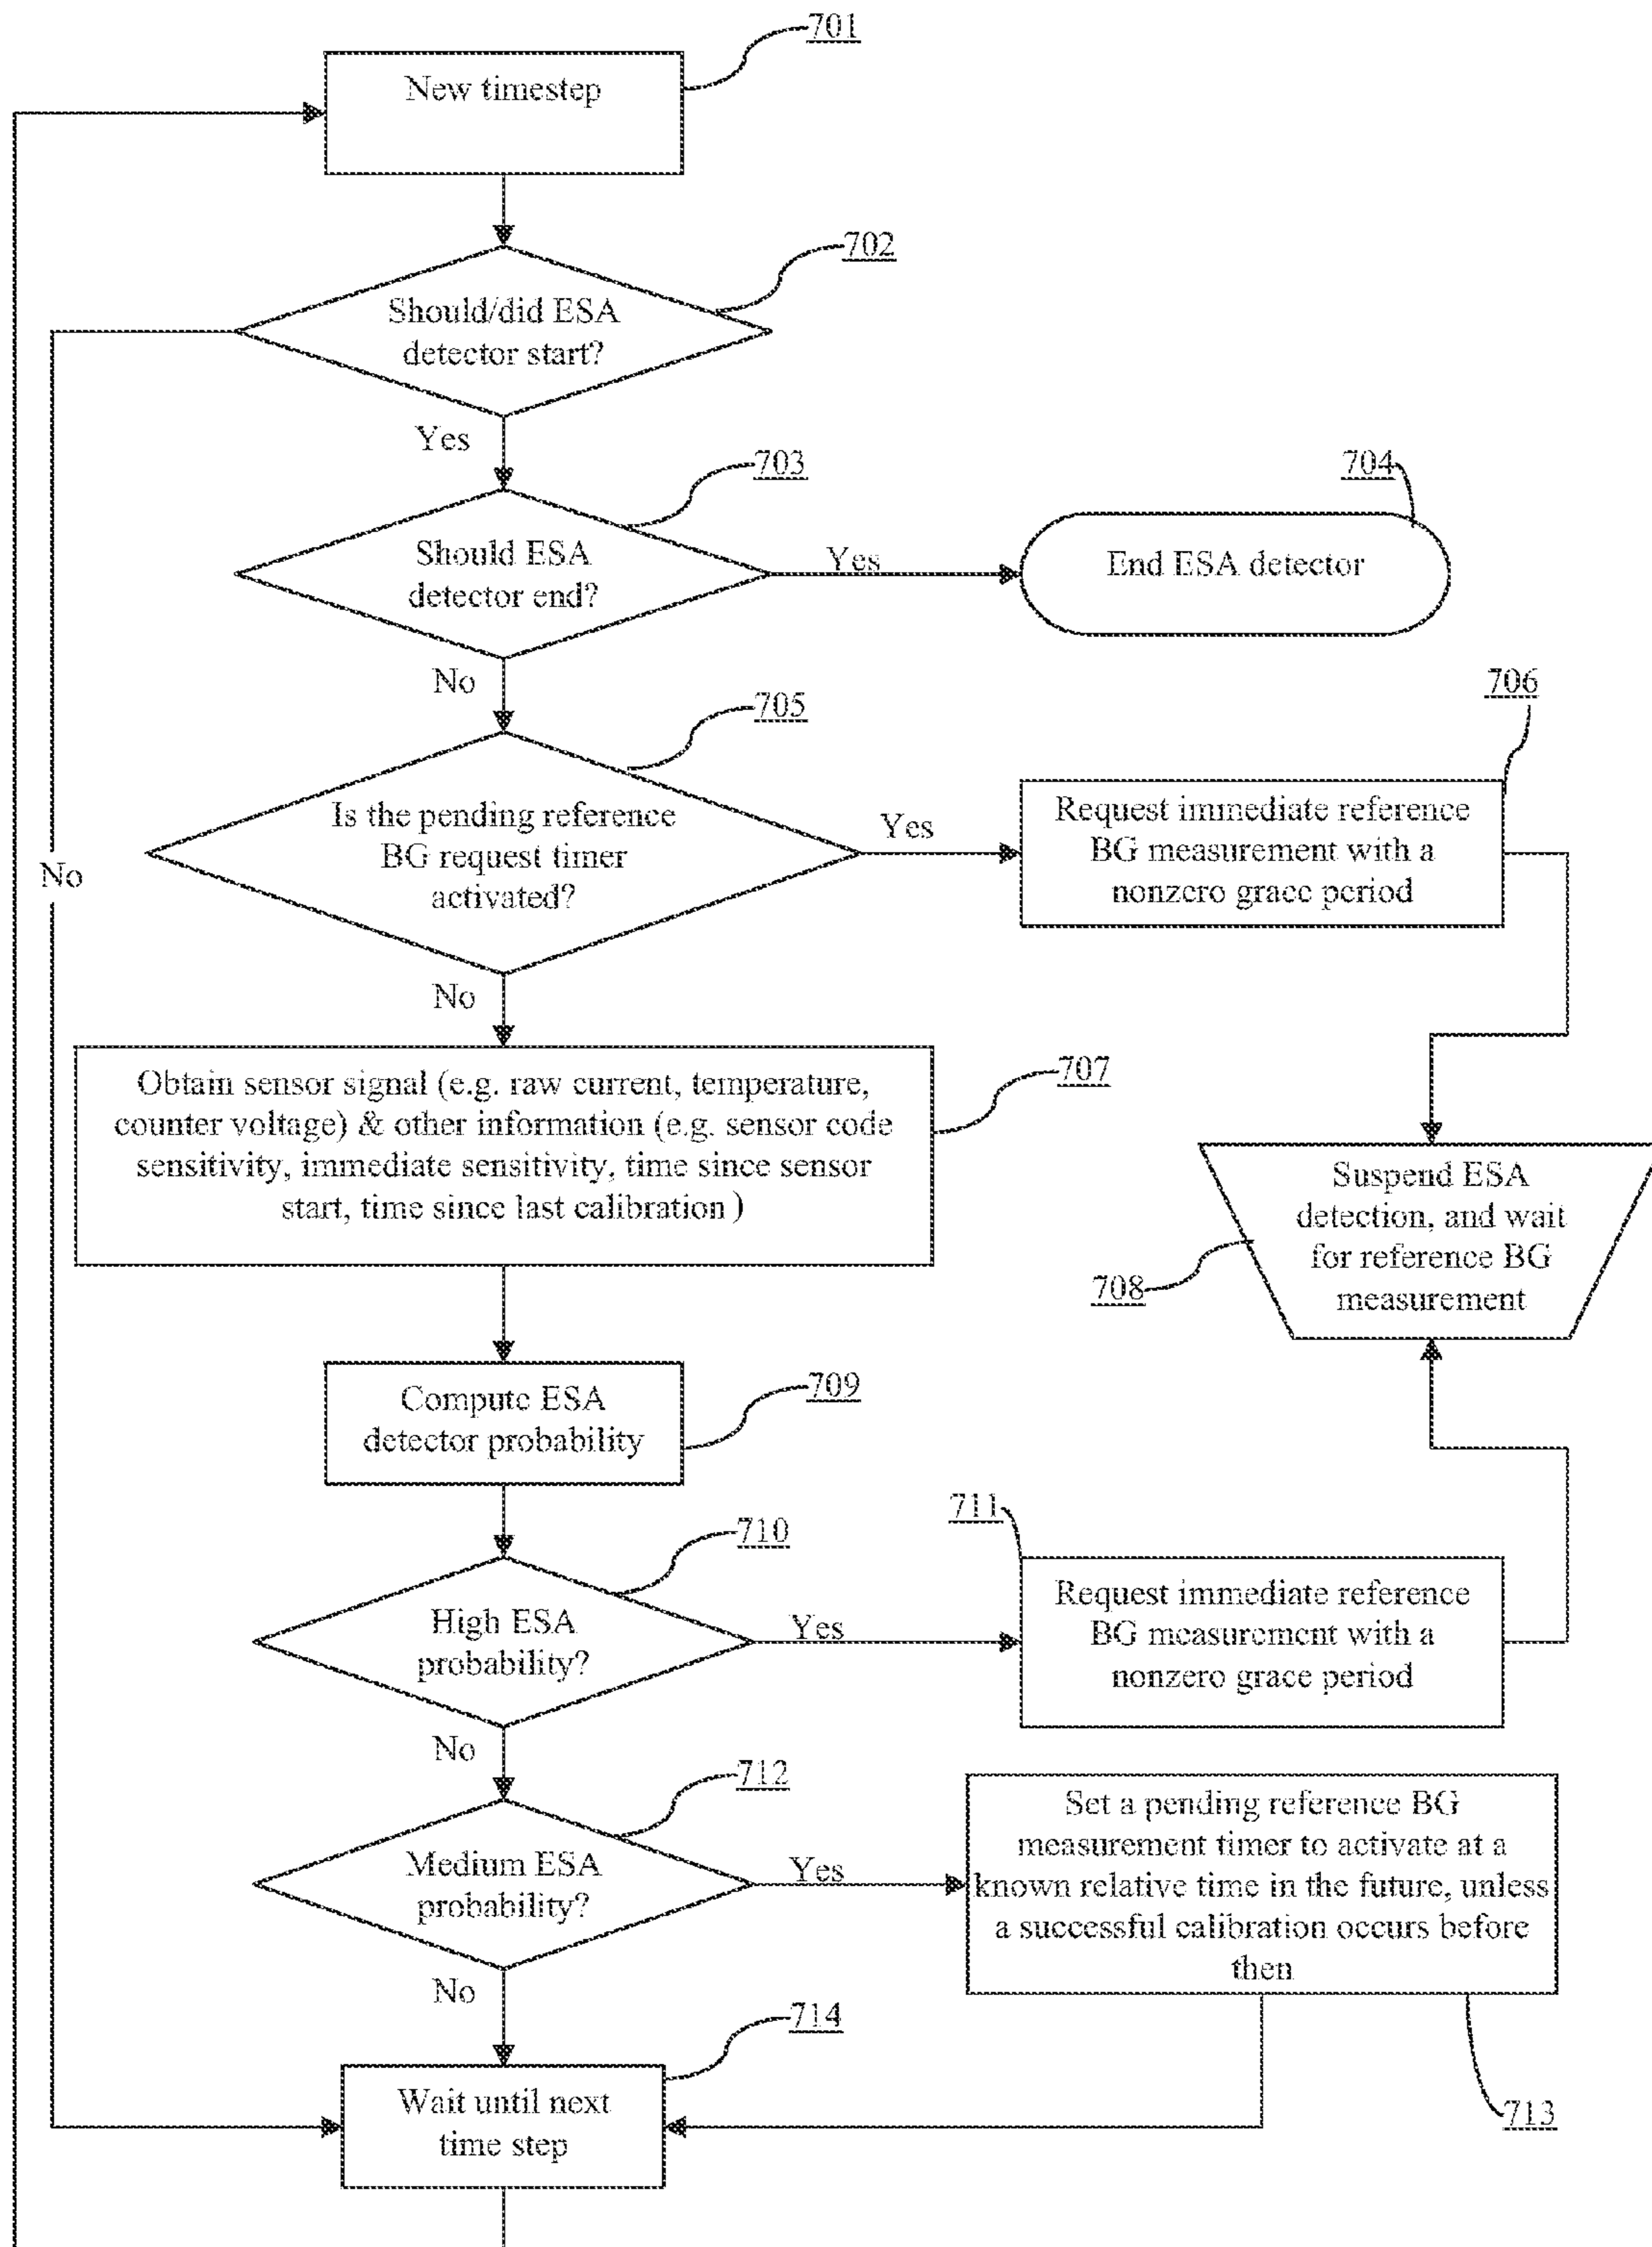 701
New timestep
702
Should/did ESA
detector start?
Yes
703
Should ESA
detector end?
Yes
704
End ESA detector
No
705
Is the pending reference
BG request timer
activated?
Yes
706
Request immediate reference
BG measurement with a
nonzero grace period
No
No
707
Obtain sensor signal (e.g. raw current, temperature,
counter voltage) & other information (e.g. sensor code
sensitivity, immediate sensitivity, time since sensor
start, time since last calibration )
708
Suspend ESA
detection, and wait
for reference BG
measurement
709
Compute ESA
detector probability
710
High ESA
probability?
Yes
711
Request immediate reference
BG measurement with a
nonzero grace period
No
712
Medium ESA
probability?
Yes
Set a pending reference BG
measurement timer to activate at a
known relative time in the future, unless
a successful calibration occurs before
then
713
No
714
Wait until next
time step